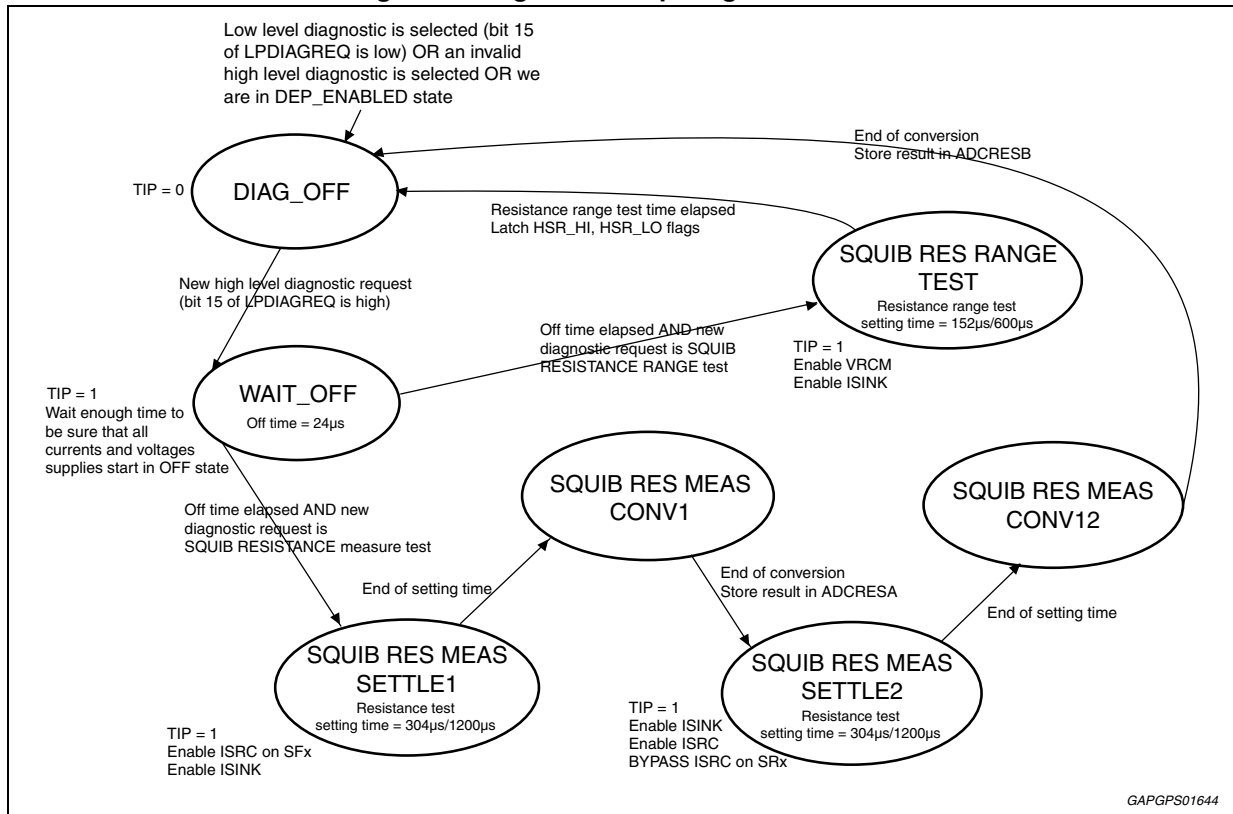 Low level diagnostic is selected (bit 15
of LPDIAGREQ is low) OR an invalid
high level diagnostic is selected OR we
are in DEP_ENABLED state
End of conversion
Store result in ADCRESB
TIP = 0
DIAG_OFF
Resistance range test time elapsed
Latch HSR_HI, HSR_LO flags
SQUIB RES RANGE
TEST
Resistance range test
setting time = 152µs/600µs
New high level diagnostic request
(bit 15 of LPDIAGREQ is high)
Off time elapsed AND new
diagnostic request is SQUIB
RESISTANCE RANGE test
TIP = 1
Enable VRCM
Enable ISINK
TIP = 1
Wait enough time to
be sure that all
currents and voltages
supplies start in OFF state
WAIT_OFF
Off time = 24µs
SQUIB RES MEAS
CONV1
SQUIB RES MEAS
CONV12
Off time elapsed AND new
diagnostic request is
SQUIB RESISTANCE measure test
End of setting time
End of conversion
Store result in ADCRESA
End of setting time
SQUIB RES MEAS
SETTLE1
Resistance test
setting time = 304µs/1200µs
TIP = 1
Enable ISRC on SFx
Enable ISINK
SQUIB RES MEAS
SETTLE2
Resistance test
setting time = 304µs/1200µs
TIP = 1
Enable ISINK
Enable ISRC
BYPASS ISRC on SRx
GAPGPS01644